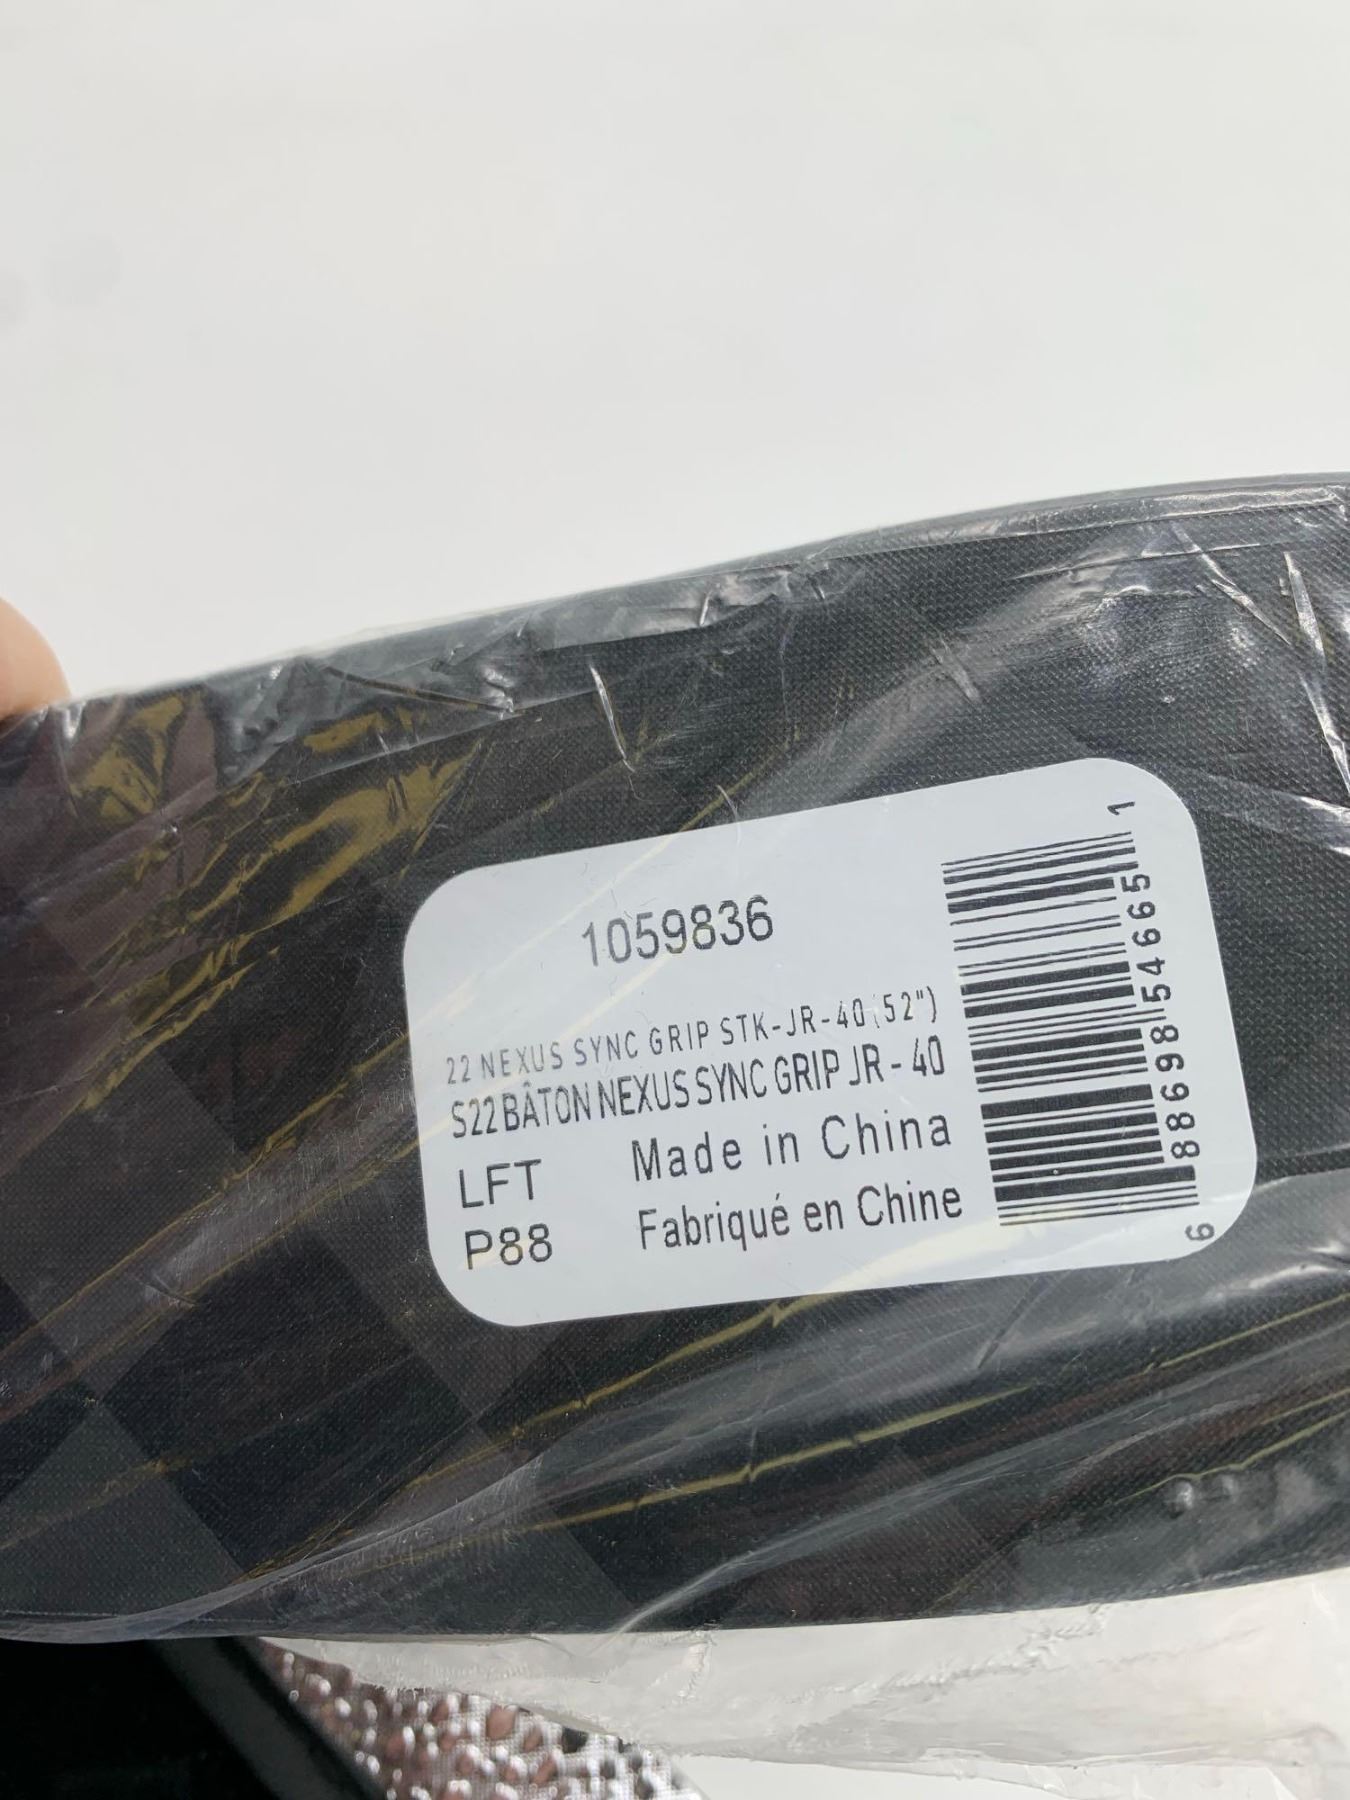 1059836
22 NEXUS SYNC GRIP STK-JR-40(52")
S22 BÂTON NEXUS SYNC GRIP JR - 40
LFT
Made in China
P88
Fabriqué en Chine
6 88698 54665 1